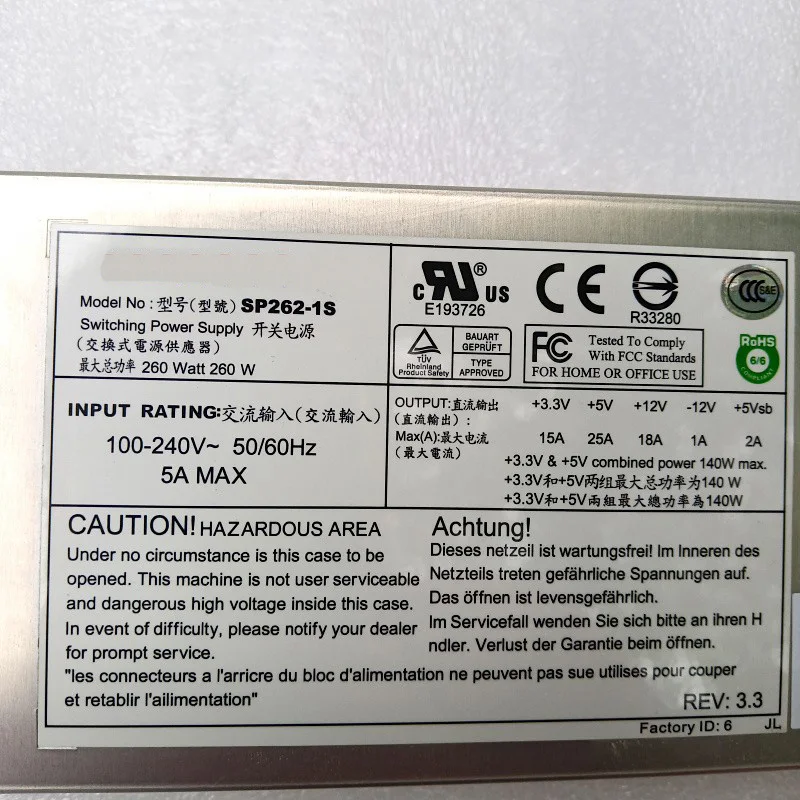 Model No : 型号(型號) SP262-1S
Switching Power Supply 开关电源
(交换式電源供應器)
最大总功率 260 Watt 260 W
c RU ® US
E193726
CE
R33280
CCC S&E
TÜV
Rheinland
Product Safety
BAUART
GEPRÜFT
TYPE
APPROVED
FC Tested To Comply
With FCC Standards
FOR HOME OR OFFICE USE
RoHS
6/6
COMPLIANT
INPUT RATING:交流输入(交流輸入)
100-240V~ 50/60Hz
5A MAX
OUTPUT:直流输出 +3.3V +5V +12V -12V +5Vsb
(直流輸出):
Max(A):最大电流 15A 25A 18A 1A 2A
(最大電流)
+3.3V & +5V combined power 140W max.
+3.3V和+5V两组最大总功率为140 W
+3.3V和+5V兩組最大總功率為140W
CAUTION! HAZARDOUS AREA
Under no circumstance is this case to be
opened. This machine is not user serviceable
and dangerous high voltage inside this case.
In event of difficulty, please notify your dealer
for prompt service.
Achtung!
Dieses netzeil ist wartungsfrei! Im Inneren des
Netzteils treten gefährliche Spannungen auf.
Das öffnen ist levensgefährlich.
Im Servicefall wenden Sie sich bitte an ihren H
ndler. Verlust der Garantie beim öffnen.
"les connecteurs a l'arricre du bloc d'alimentation ne peuvent pas sue utilises pour couper
et retablir l'ailimentation"
REV: 3.3
Factory ID: 6 JL